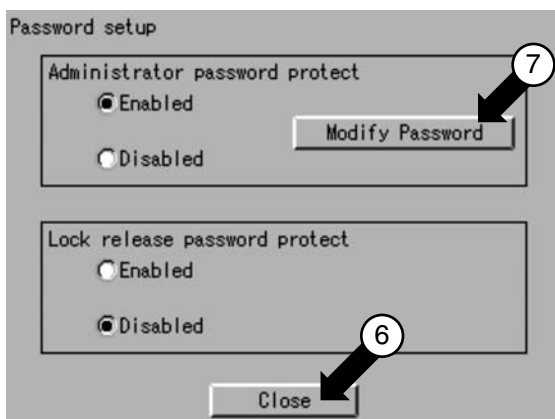 Password setup
Administrator password protect
7
Enabled
Modify Password
Disabled
Lock release password protect
Enabled
Disabled
6
Close